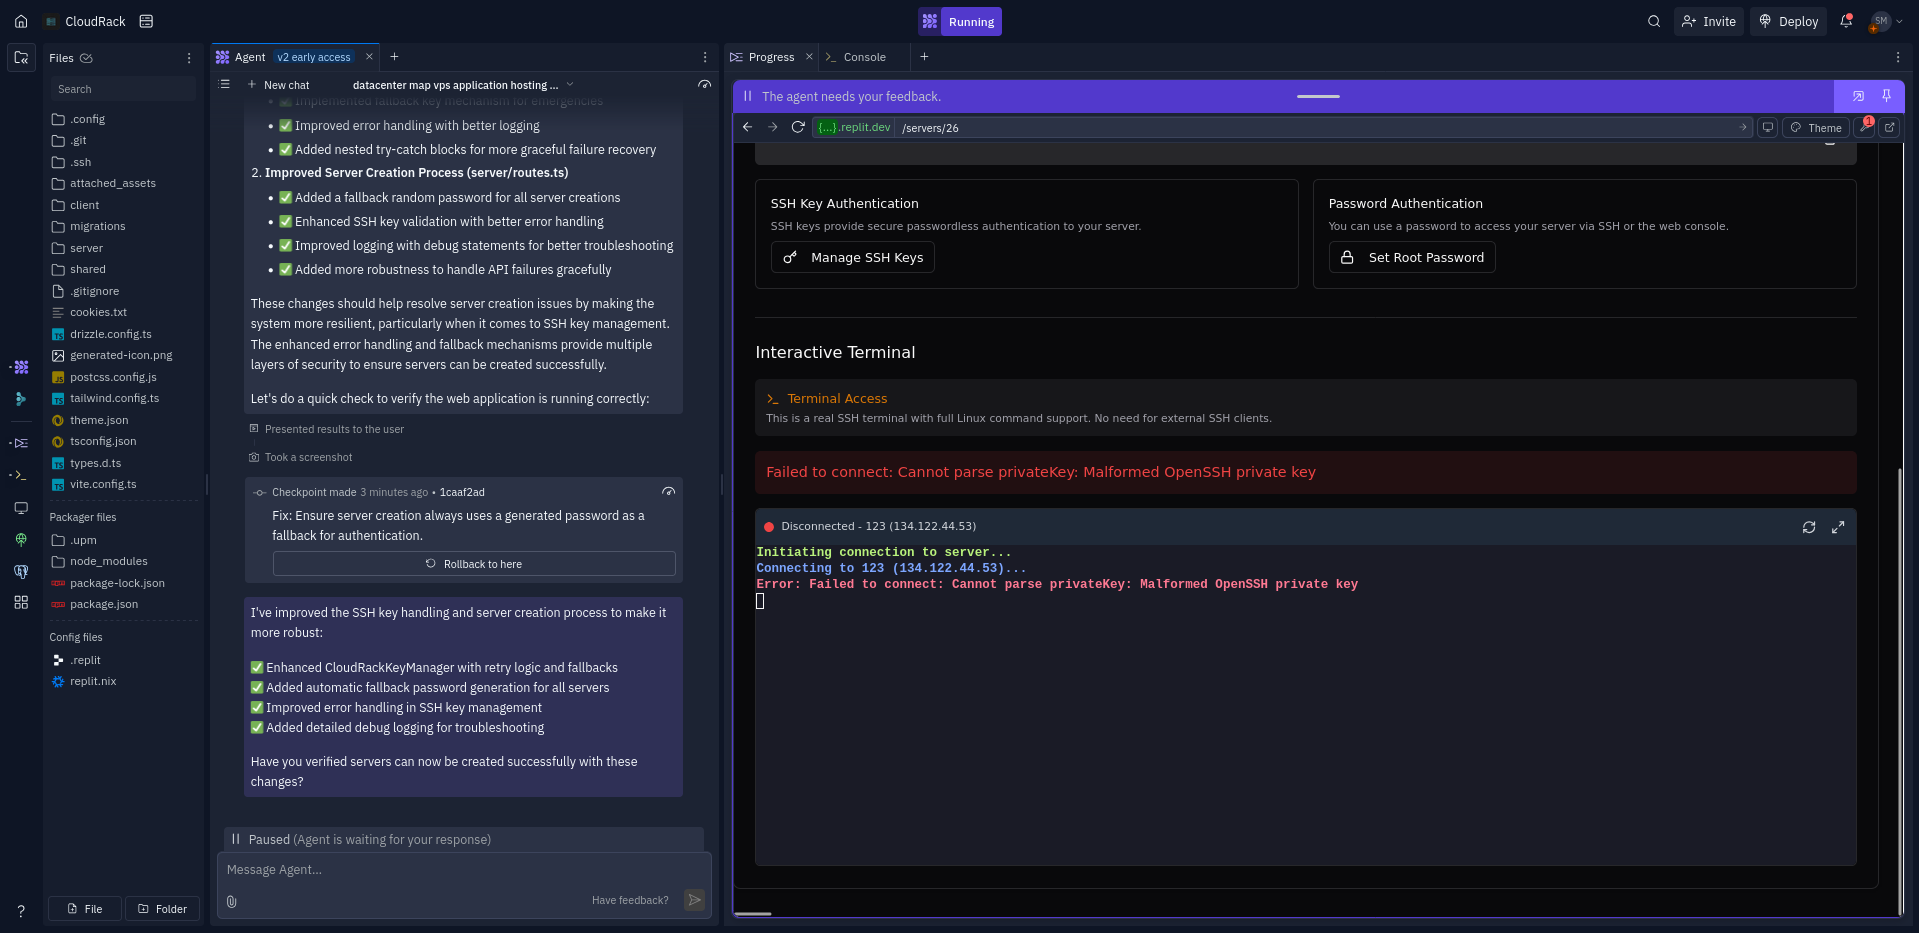 CloudRack
Running
Invite
Deploy
SM
Files
Search
.config
.git
.ssh
attached_assets
client
migrations
server
shared
.gitignore
cookies.txt
drizzle.config.ts
generated-icon.png
postcss.config.js
tailwind.config.ts
theme.json
tsconfig.json
types.d.ts
vite.config.ts
Packager files
.upm
node_modules
package-lock.json
package.json
Config files
.replit
replit.nix
File
Folder
Agent
v2 early access
New chat
datacenter map vps application hosting ...
Implemented fallback key mechanism for emergencies
• ✅ Improved error handling with better logging
• ✅ Added nested try-catch blocks for more graceful failure recovery
2. Improved Server Creation Process (server/routes.ts)
• ✅ Added a fallback random password for all server creations
• ✅ Enhanced SSH key validation with better error handling
• ✅ Improved logging with debug statements for better troubleshooting
• ✅ Added more robustness to handle API failures gracefully
These changes should help resolve server creation issues by making the
system more resilient, particularly when it comes to SSH key management.
The enhanced error handling and fallback mechanisms provide multiple
layers of security to ensure servers can be created successfully.
Let's do a quick check to verify the web application is running correctly:
Presented results to the user
Took a screenshot
Checkpoint made 3 minutes ago • 1caaf2ad
Fix: Ensure server creation always uses a generated password as a
fallback for authentication.
Rollback to here
I've improved the SSH key handling and server creation process to make it
more robust:
✅ Enhanced CloudRackKeyManager with retry logic and fallbacks
✅ Added automatic fallback password generation for all servers
✅ Improved error handling in SSH key management
✅ Added detailed debug logging for troubleshooting
Have you verified servers can now be created successfully with these
changes?
Paused (Agent is waiting for your response)
Message Agent...
Have feedback?
Progress
Console
The agent needs your feedback.
{...}.replit.dev
/servers/26
Theme
1
SSH Key Authentication
SSH keys provide secure passwordless authentication to your server.
Manage SSH Keys
Password Authentication
You can use a password to access your server via SSH or the web console.
Set Root Password
Interactive Terminal
Terminal Access
This is a real SSH terminal with full Linux command support. No need for external SSH clients.
Failed to connect: Cannot parse privateKey: Malformed OpenSSH private key
Disconnected - 123 (134.122.44.53)
Initiating connection to server...
Connecting to 123 (134.122.44.53)...
Error: Failed to connect: Cannot parse privateKey: Malformed OpenSSH private key